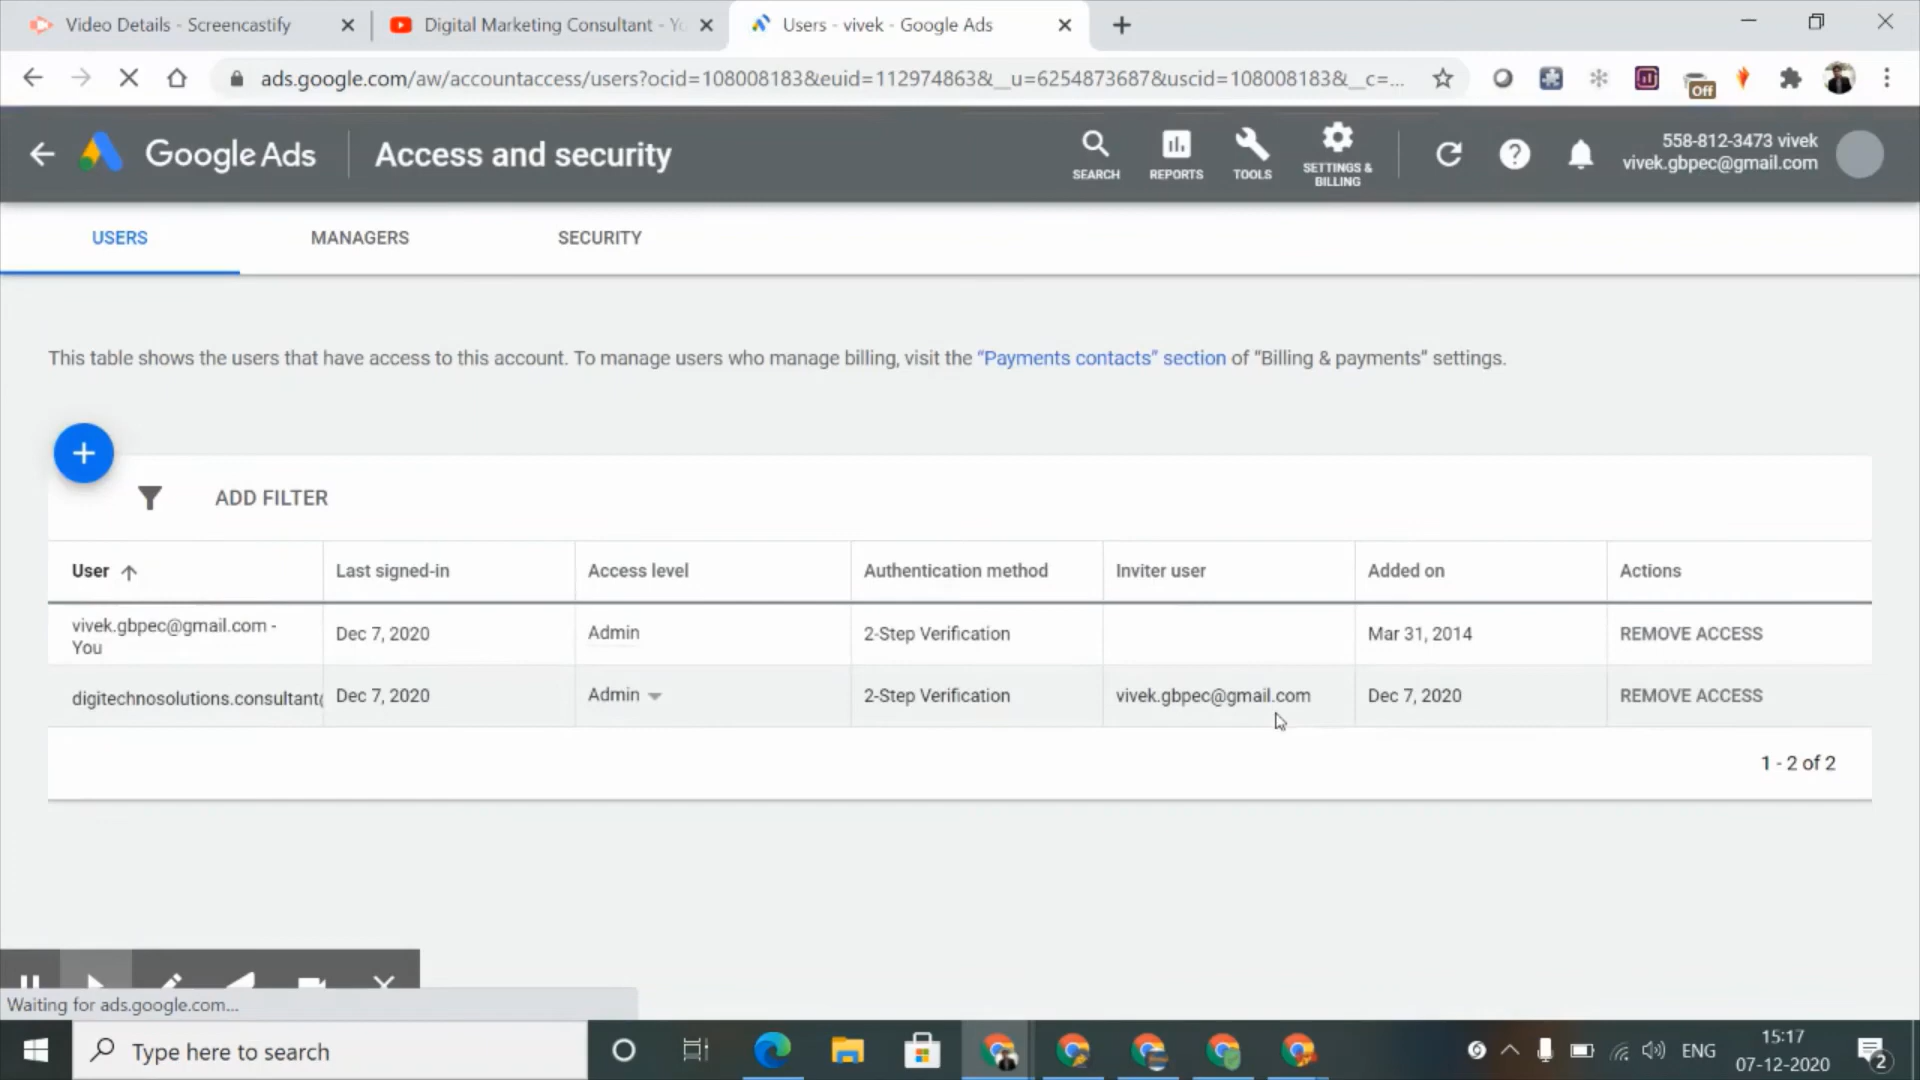 Video Details - Screencastify
Digital Marketing Consultant - Yo
Users - vivek - Google Ads
ads.google.com/aw/accountaccess/users?ocid=108008183&euid=112974863&__u=6254873687&uscid=108008183&__c=...
Off
Google Ads
Access and security
SEARCH
REPORTS
TOOLS
SETTINGS &
BILLING
558-812-3473 vivek
vivek.gbpec@gmail.com
USERS
MANAGERS
SECURITY
This table shows the users that have access to this account. To manage users who manage billing, visit the “Payments contacts” section of “Billing & payments” settings.
ADD FILTER
User
Last signed-in
Access level
Authentication method
Inviter user
Added on
Actions
vivek.gbpec@gmail.com -
You
Dec 7, 2020
Admin
2-Step Verification
Mar 31, 2014
REMOVE ACCESS
digitechnosolutions.consultant(
Dec 7, 2020
Admin
2-Step Verification
vivek.gbpec@gmail.com
Dec 7, 2020
REMOVE ACCESS
1 - 2 of 2
Waiting for ads.google.com...
Type here to search
ENG
15:17
07-12-2020
2